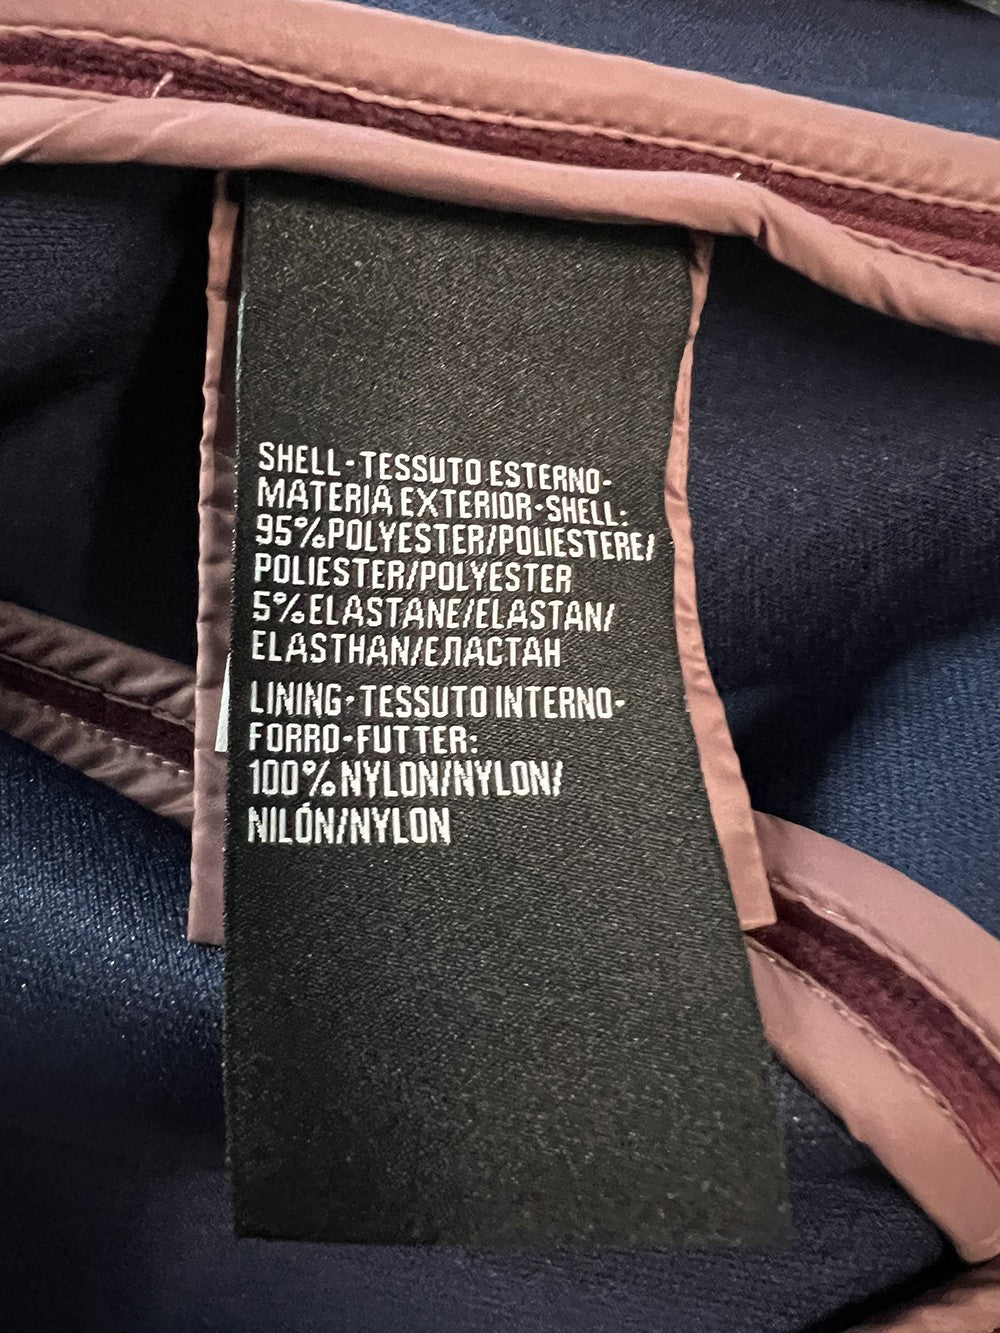 SHELL-TESSUTO ESTERNO-
MATERIA EXTERIOR-SHELL:
95%POLYESTER/POLIESTERE/
POLIESTER/POLYESTER
5%ELASTANE/ELASTAN/
ELASTHAN/ЕЛАСТАН
LINING-TESSUTO INTERNO-
FORRO-FUTTER:
100%NYLON/NYLON/
NILÓN/NYLON